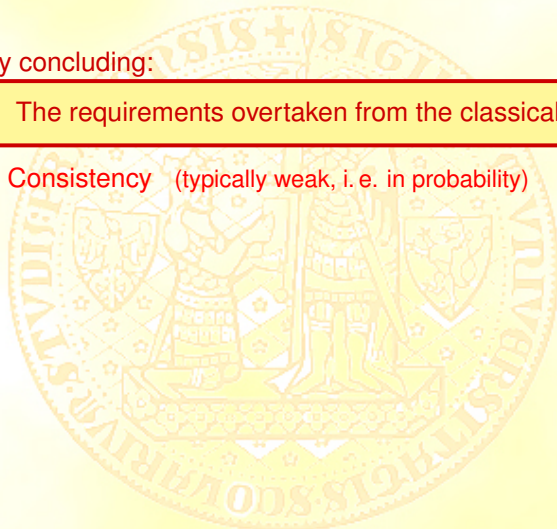 y concluding:
The requirements overtaken from the classical
Consistency (typically weak, i. e. in probability)